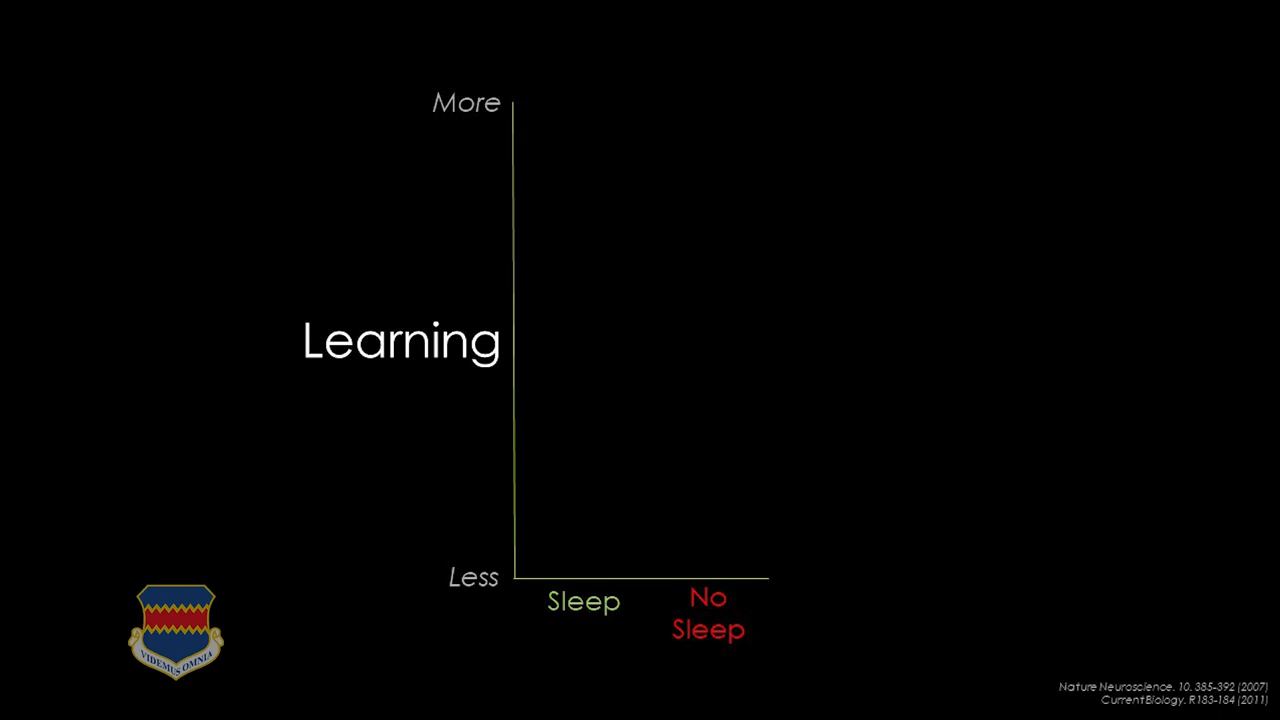 More
Learning
Less
Sleep
No
Sleep
VIDEMUS OMNIA
Nature Neuroscience. 10. 385-392 (2007)
Current Biology. R183-184 (2011)